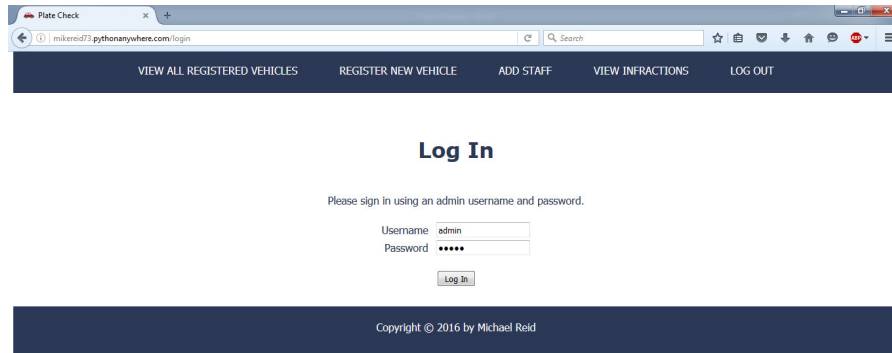 Plate Check
mikereid73.pythonanywhere.com/login
Search
ABP
VIEW ALL REGISTERED VEHICLES REGISTER NEW VEHICLE ADD STAFF VIEW INFRACTIONS LOG OUT
Log In
Please sign in using an admin username and password.
Username admin
Password •••••
Log In
Copyright © 2016 by Michael Reid